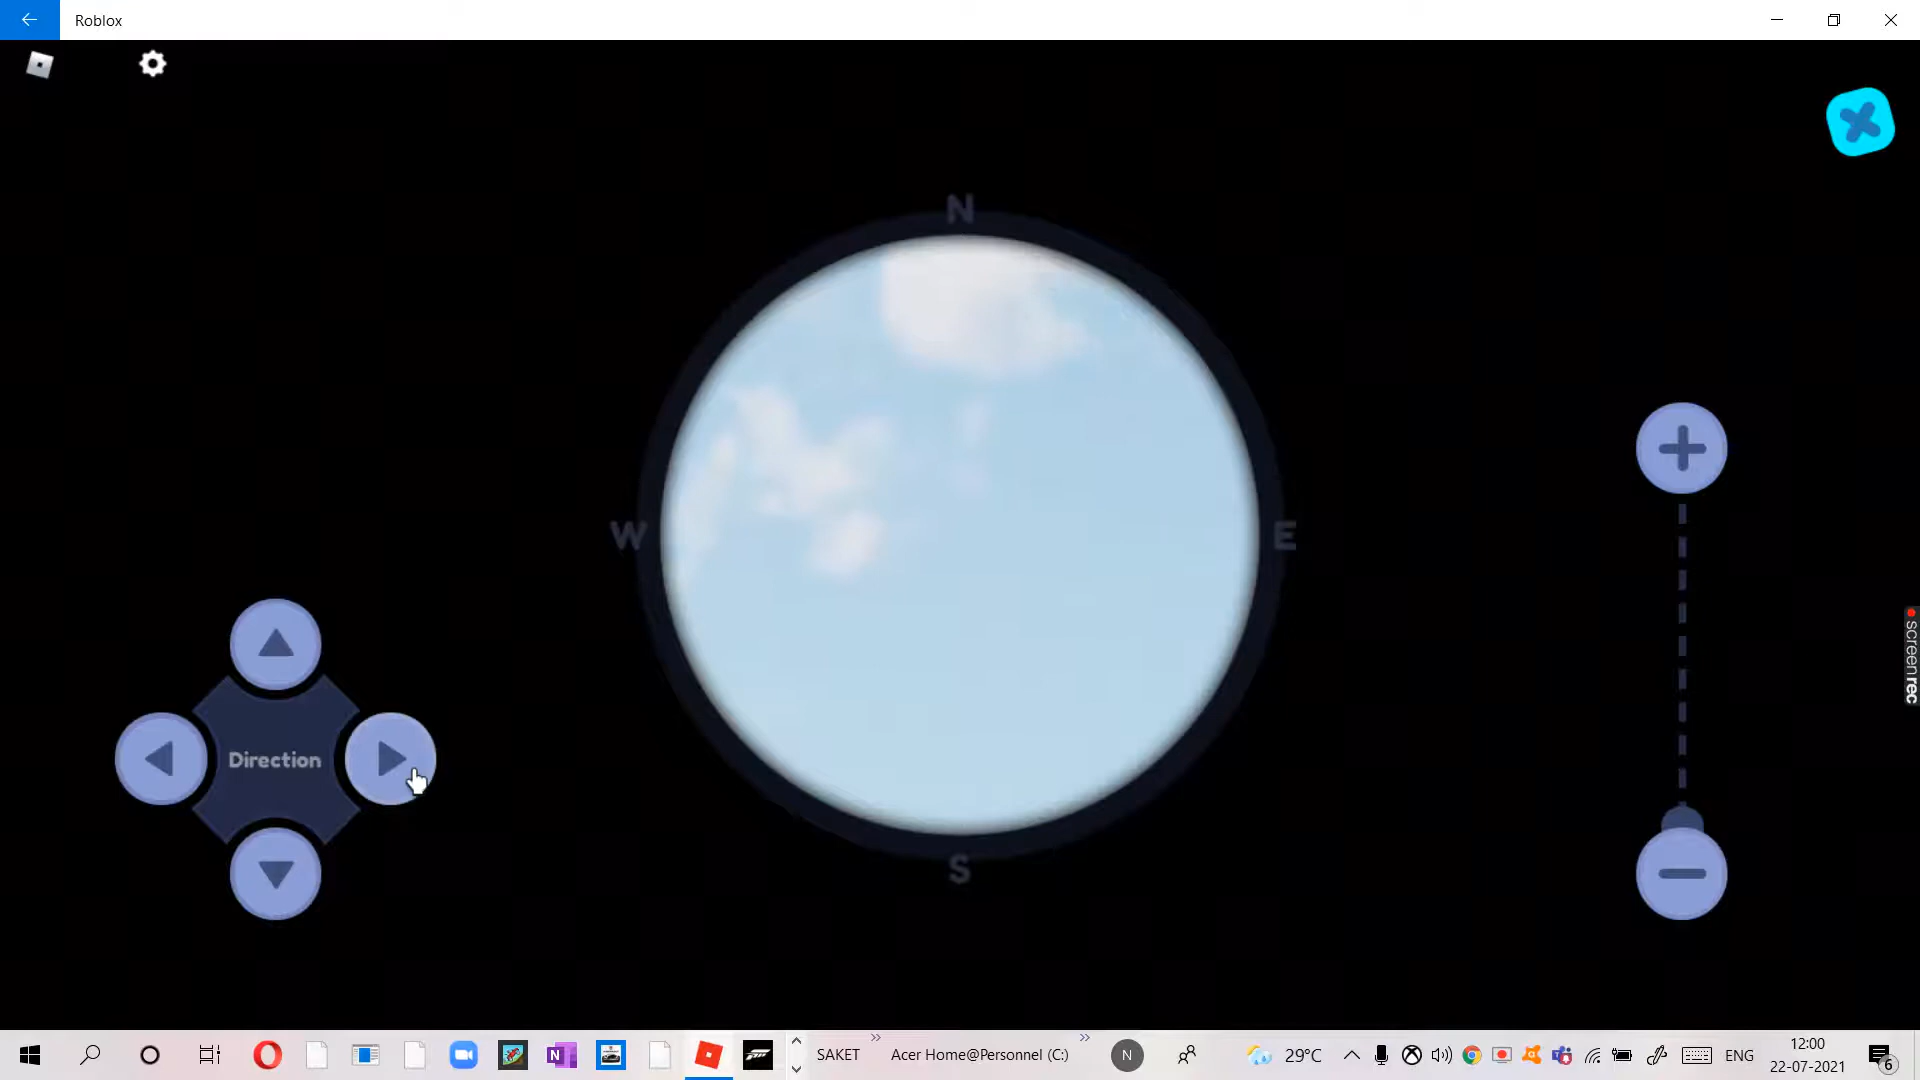 Roblox
N
W
E
S
Direction
screenrec
SAKET
Acer Home@Personnel (C:)
N
29°C
ENG
12:00
22-07-2021
6